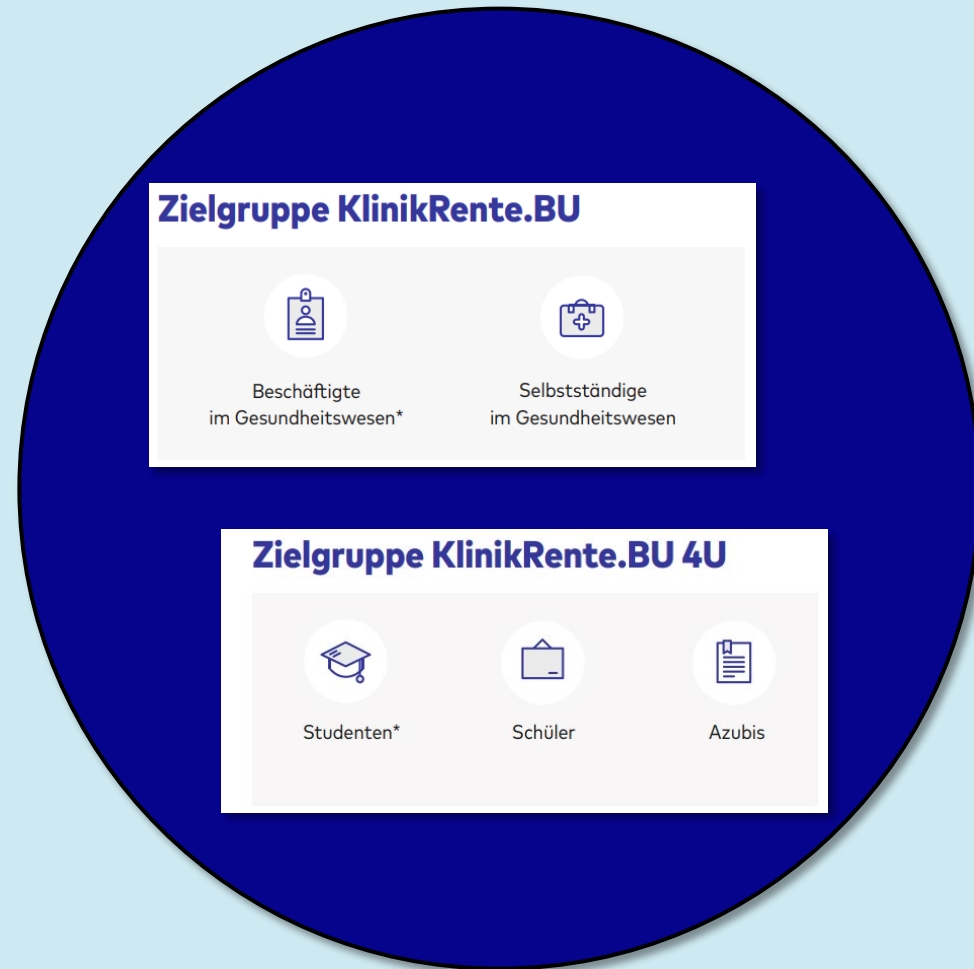 Zielgruppe KlinikRente.BU
Beschäftigte
im Gesundheitswesen*
Selbstständige
im Gesundheitswesen
Zielgruppe KlinikRente.BU 4U
Studenten*
Schüler
Azubis